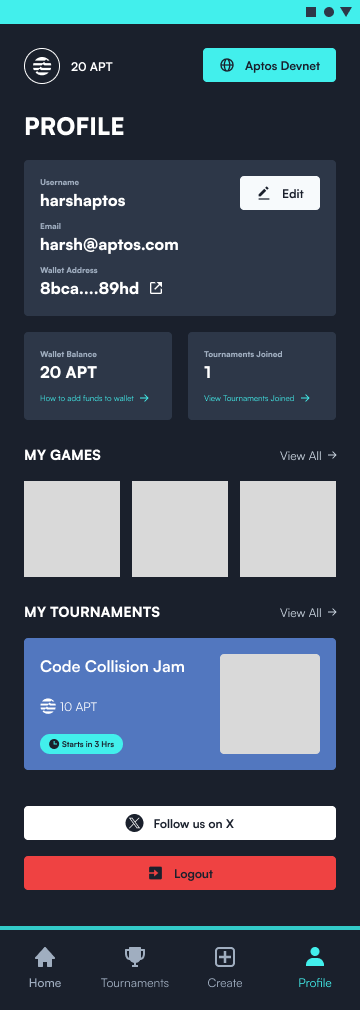 20 APT
Aptos Devnet
PROFILE
Username
harshaptos
Edit
Email
harsh@aptos.com
Wallet Address
8bca....89hd
Wallet Balance
20 APT
How to add funds to wallet
Tournaments Joined
1
View Tournaments Joined
MY GAMES
View All
MY TOURNAMENTS
View All
Code Collision Jam
10 APT
Starts in 3 Hrs
Follow us on X
Logout
Home
Tournaments
Create
Profile